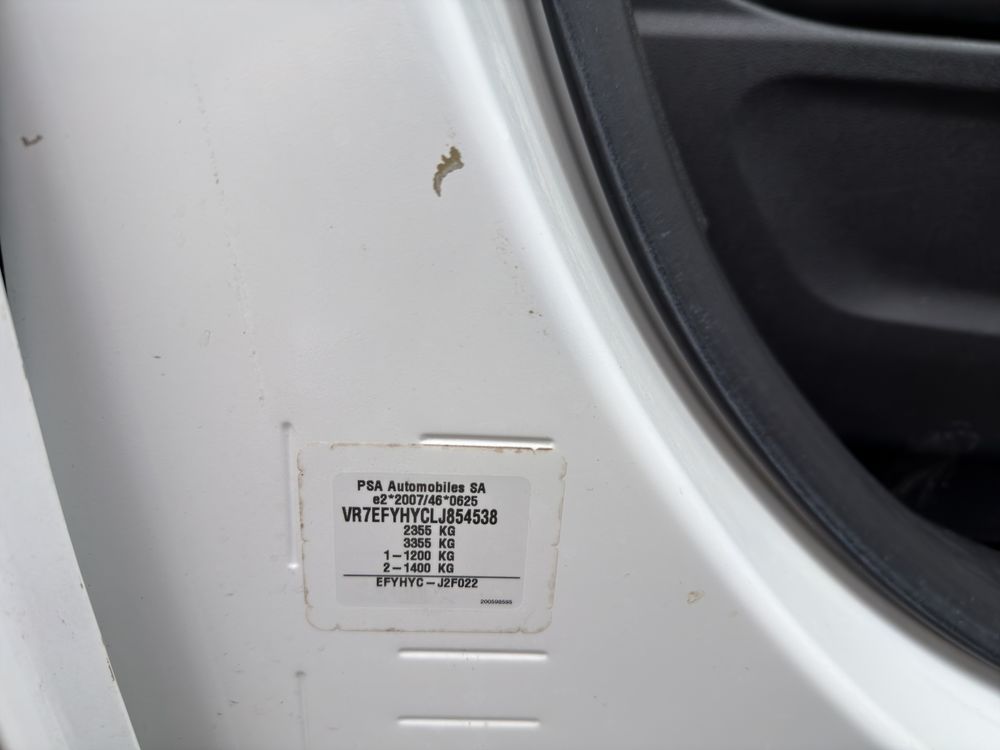 PSA Automobiles SA
e2*2007/46*0625
VR7EFYHYCLJ854538
2355 KG
3355 KG
1-1200 KG
2-1400 KG
EFYHYC-J2F022
200598595